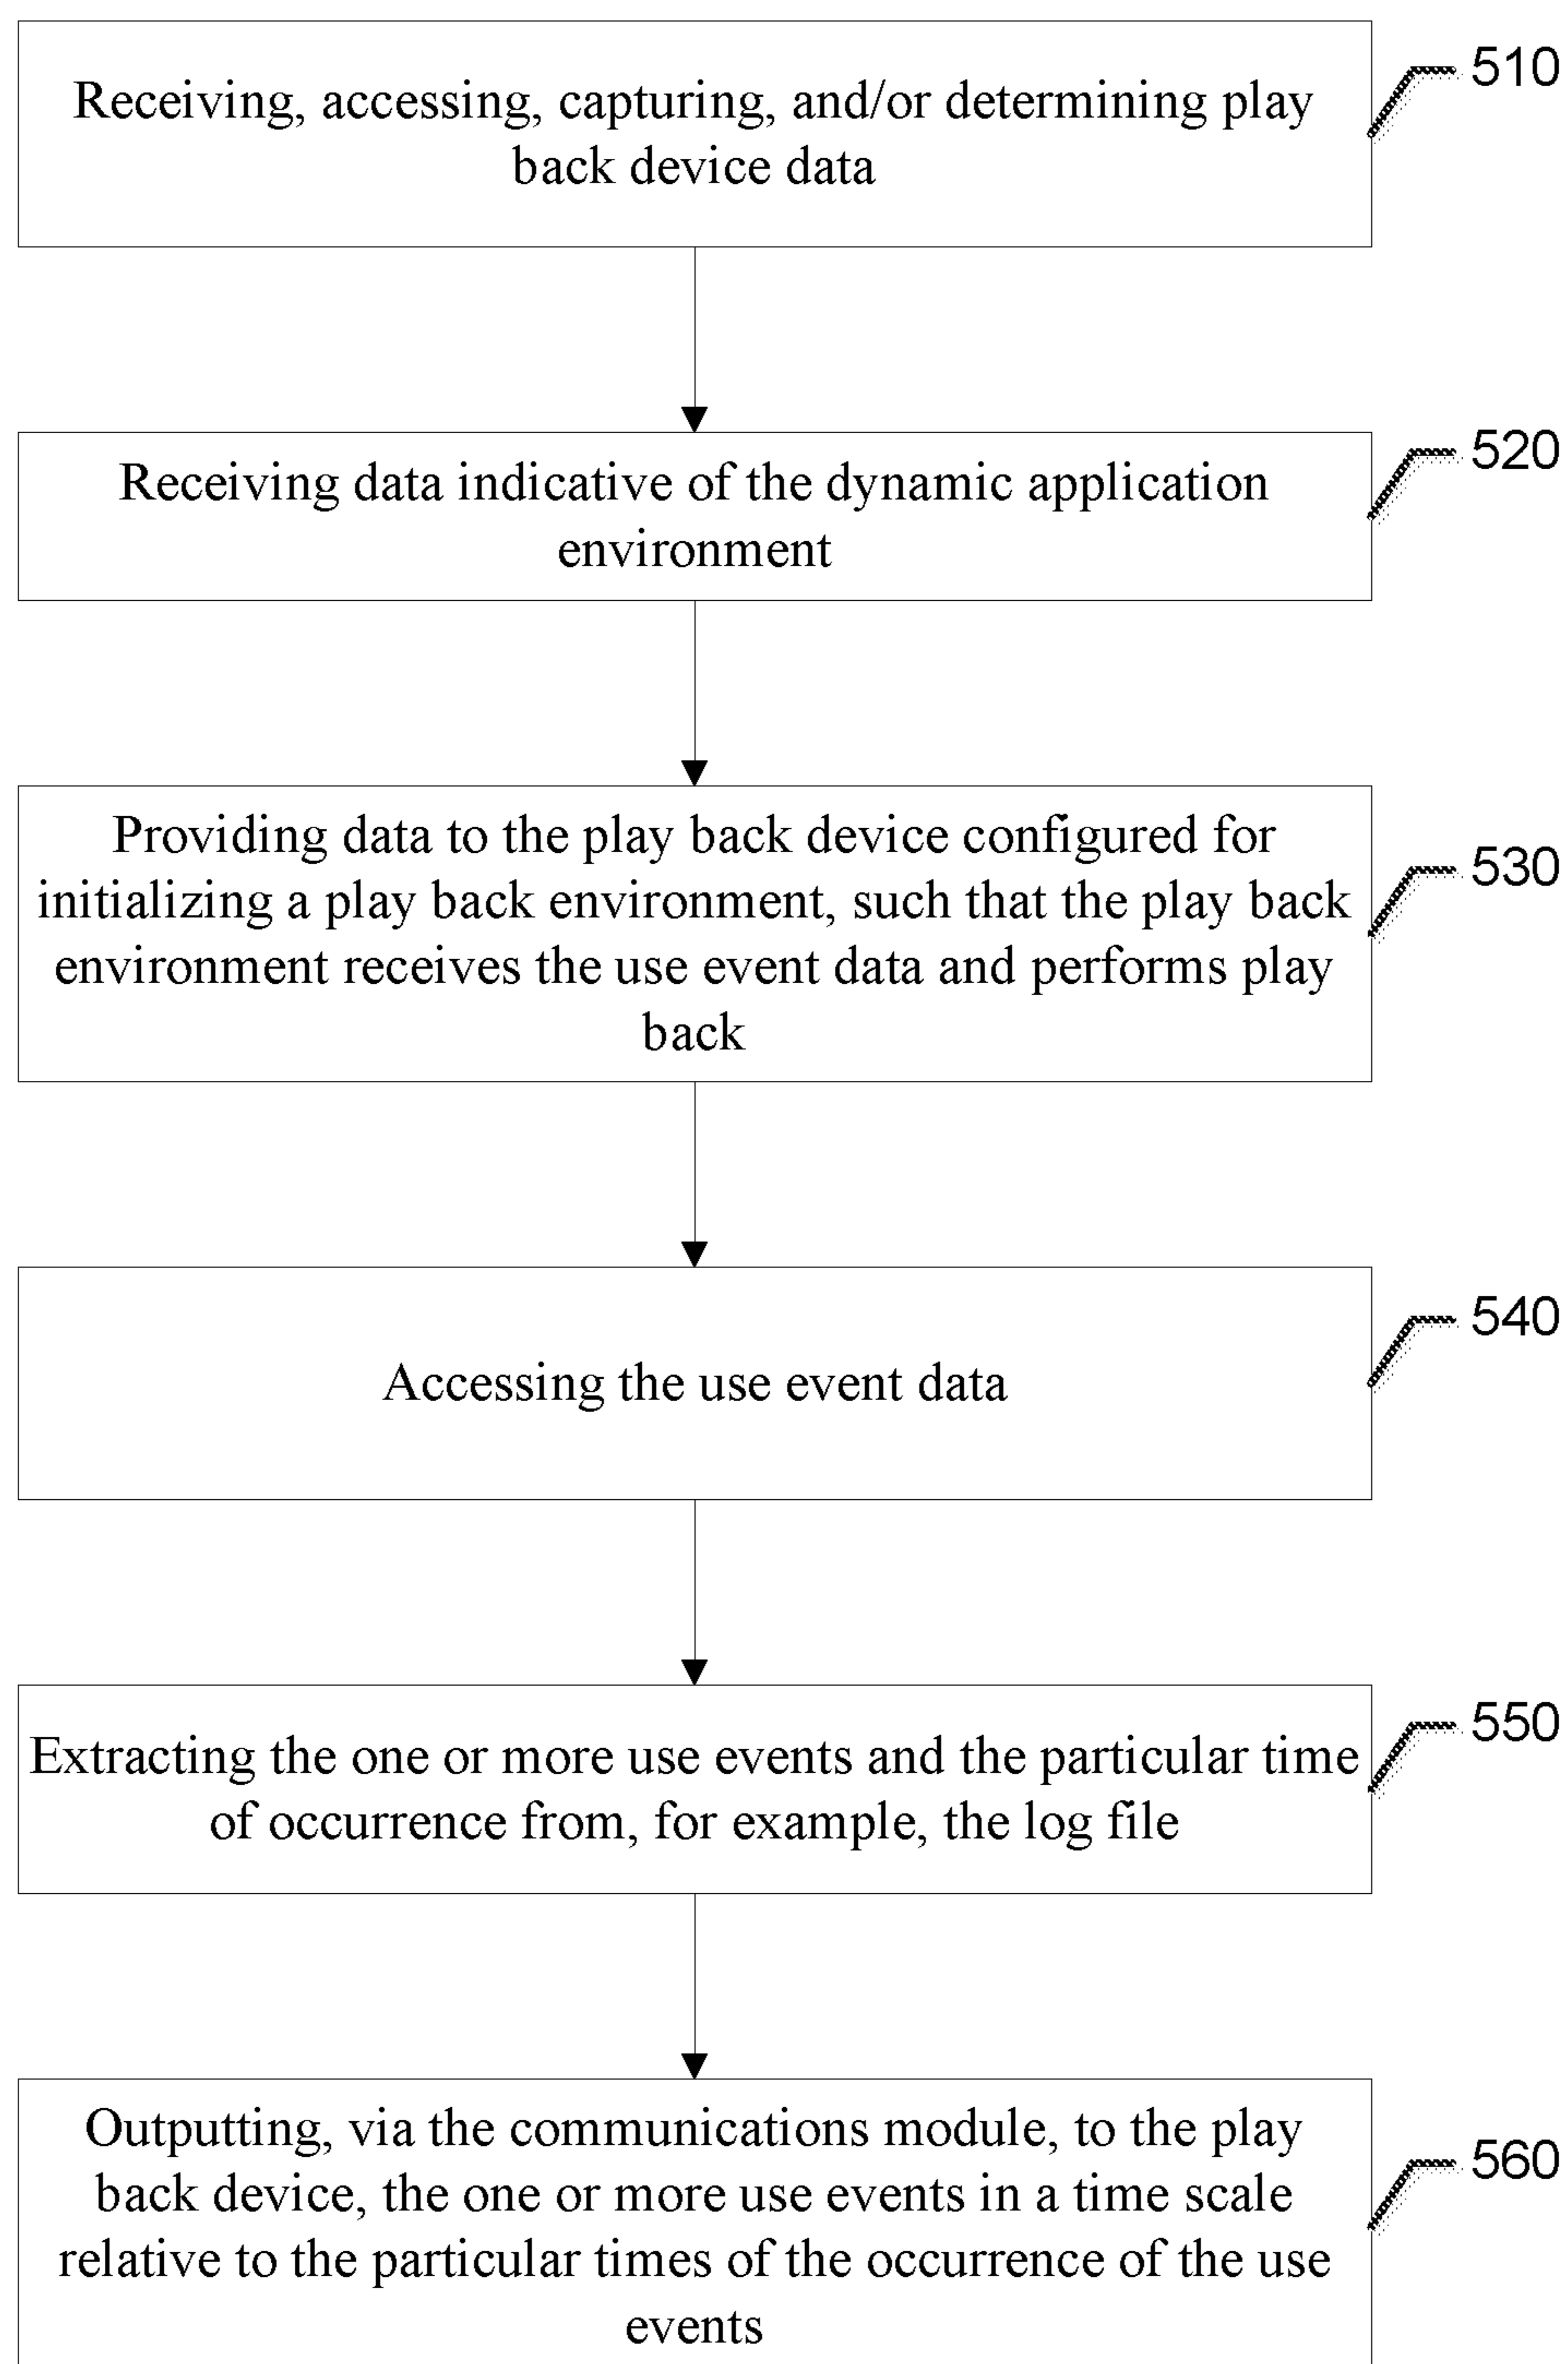 Receiving, accessing, capturing, and/or determining play
back device data
510
Receiving data indicative of the dynamic application
environment
520
Providing data to the play back device configured for
initializing a play back environment, such that the play back
environment receives the use event data and performs play
back
530
Accessing the use event data
540
Extracting the one or more use events and the particular time
of occurrence from, for example, the log file
550
Outputting, via the communications module, to the play
back device, the one or more use events in a time scale
relative to the particular times of the occurrence of the use
events
560